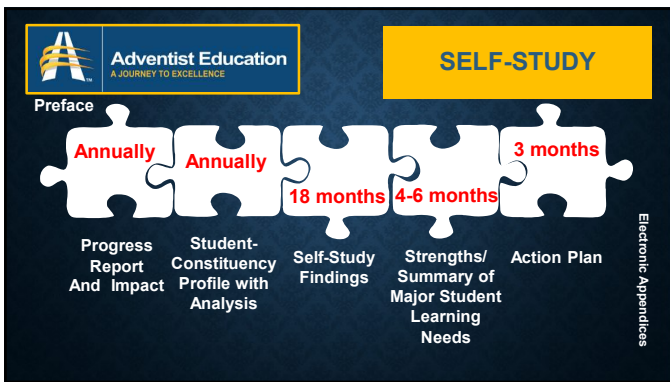 Adventist Education
A JOURNEY TO EXCELLENCE
TM
SELF-STUDY
Preface
Annually
Annually
18 months
4-6 months
3 months
Progress
Report
And Impact
Student-
Constituency
Profile with
Analysis
Self-Study
Findings
Strengths/
Summary of
Major Student
Learning
Needs
Action Plan
Electronic Appendices